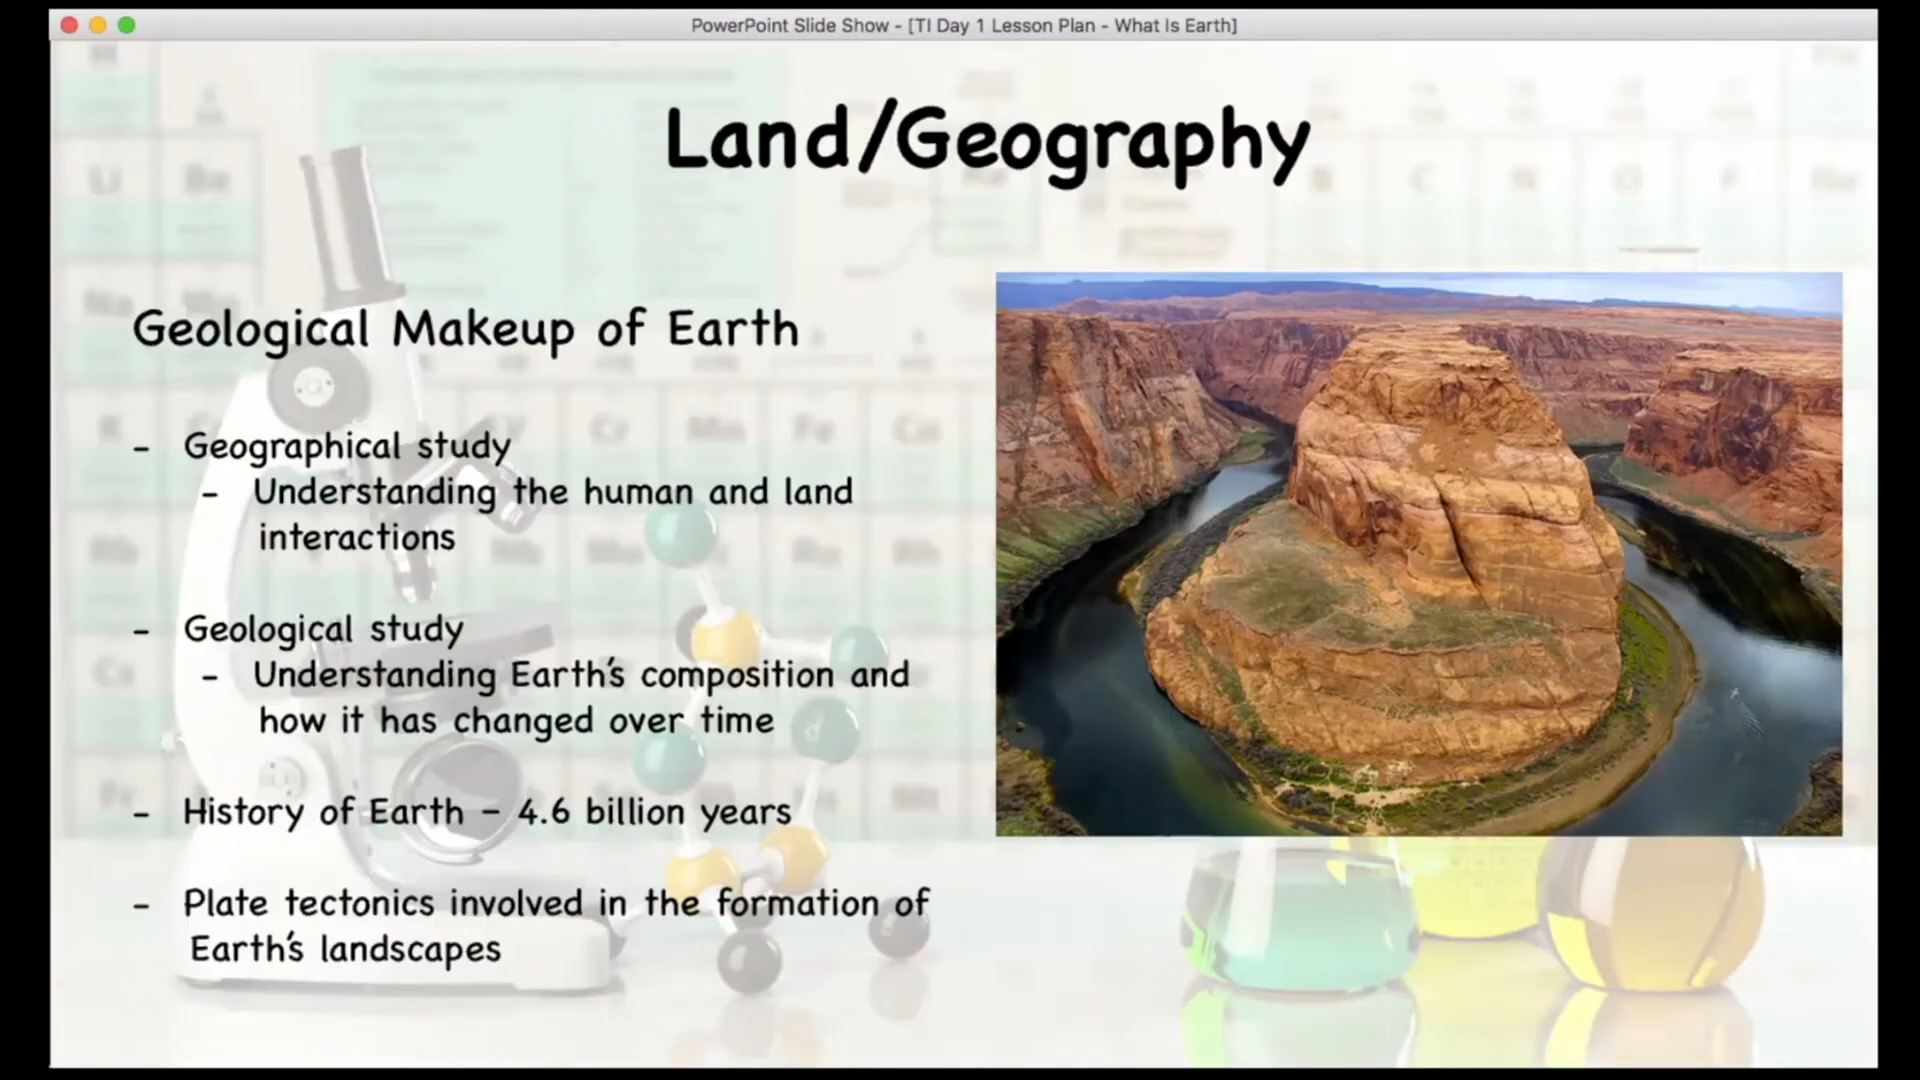 PowerPoint Slide Show - [TI Day 1 Lesson Plan - What Is Earth]
Land/Geography
Geological Makeup of Earth
- Geographical study
- Understanding the human and land
interactions
- Geological study
- Understanding Earth's composition and
how it has changed over time
- History of Earth – 4.6 billion years
- Plate tectonics involved in the formation of
Earth's landscapes